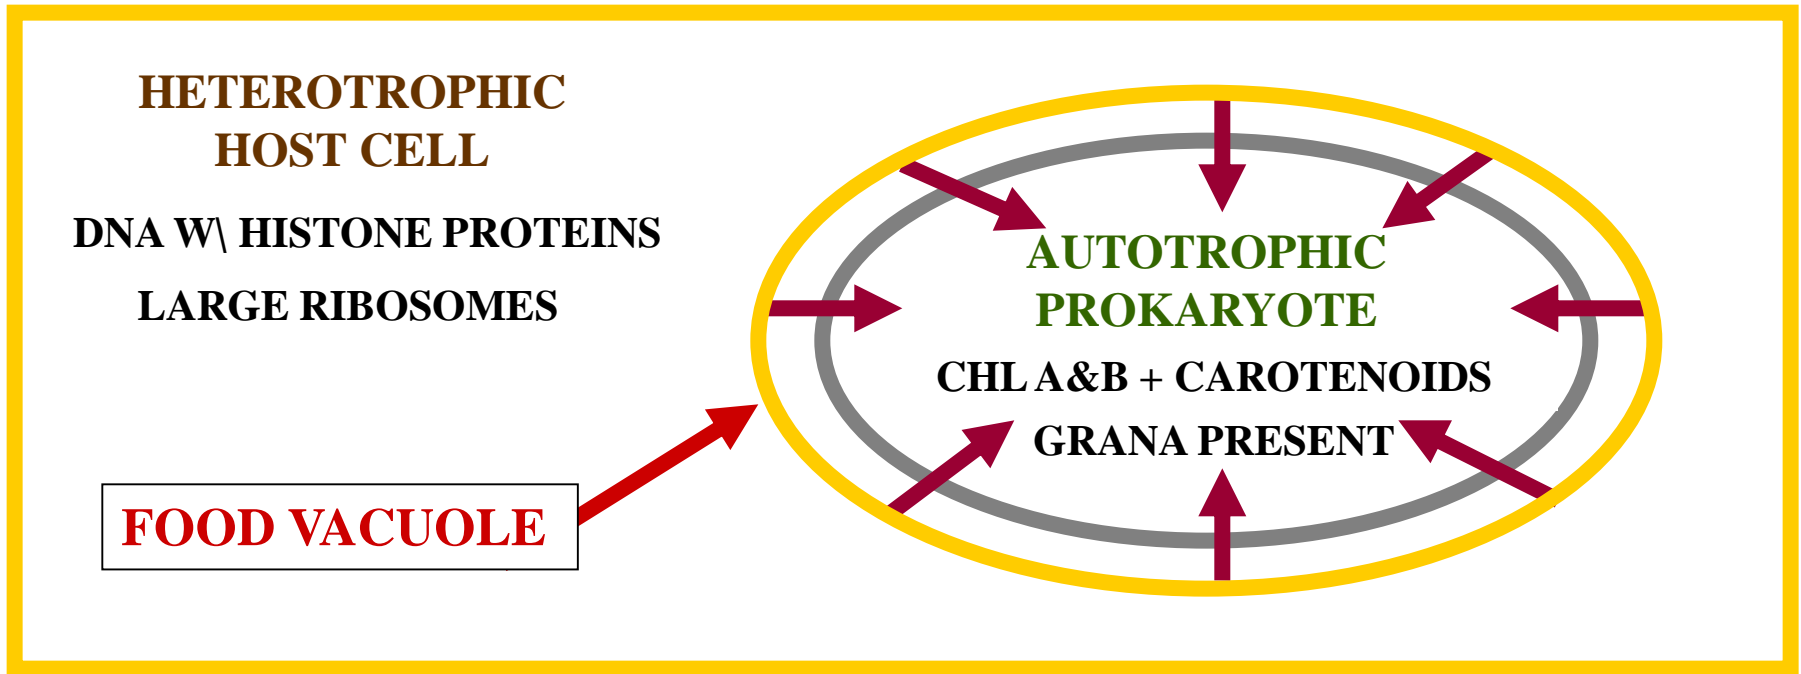 HETEROTROPHIC
HOST CELL
DNA W\ HISTONE PROTEINS
LARGE RIBOSOMES
FOOD VACUOLE
AUTOTROPHIC
PROKARYOTE
CHL A&B + CAROTENOIDS
GRANA PRESENT